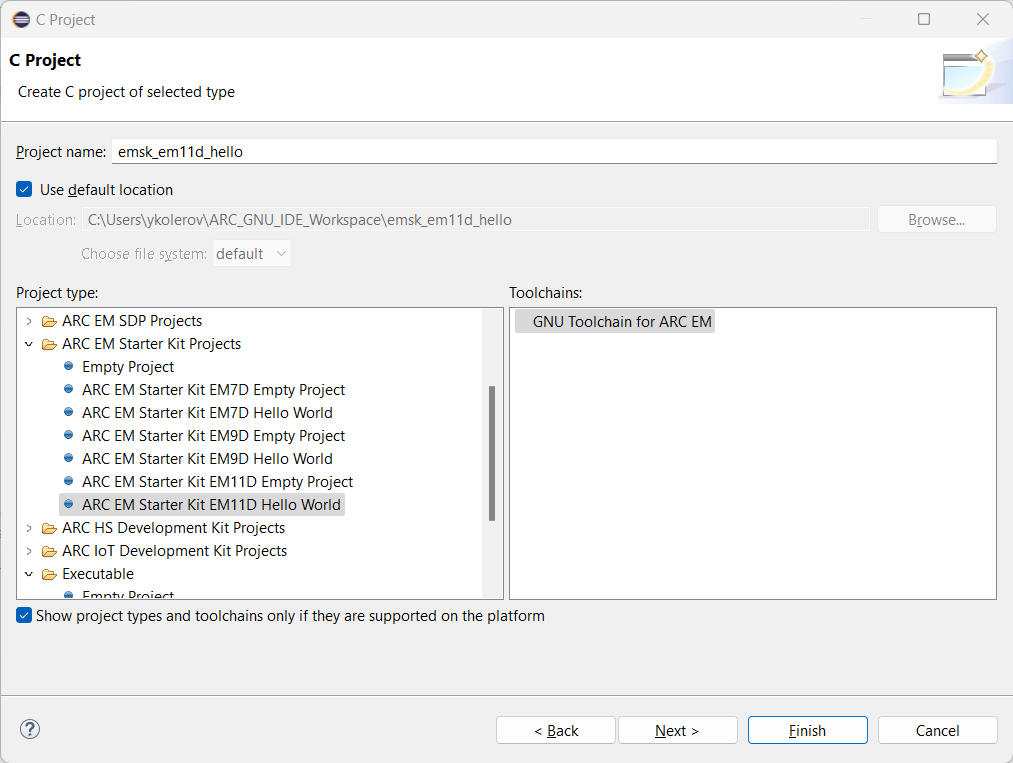 C Project
C Project
Create C project of selected type
Project name: emsk_em11d_hello
Use default location
Location: C:\Users\ykolerov\ARC_GNU_IDE_Workspace\emsk_em11d_hello Browse...
Choose file system: default
Project type:
ARC EM SDP Projects
ARC EM Starter Kit Projects
Empty Project
ARC EM Starter Kit EM7D Empty Project
ARC EM Starter Kit EM7D Hello World
ARC EM Starter Kit EM9D Empty Project
ARC EM Starter Kit EM9D Hello World
ARC EM Starter Kit EM11D Empty Project
ARC EM Starter Kit EM11D Hello World
ARC HS Development Kit Projects
ARC IoT Development Kit Projects
Executable
Empty Project
Toolchains:
GNU Toolchain for ARC EM
Show project types and toolchains only if they are supported on the platform
? < Back Next > Finish Cancel